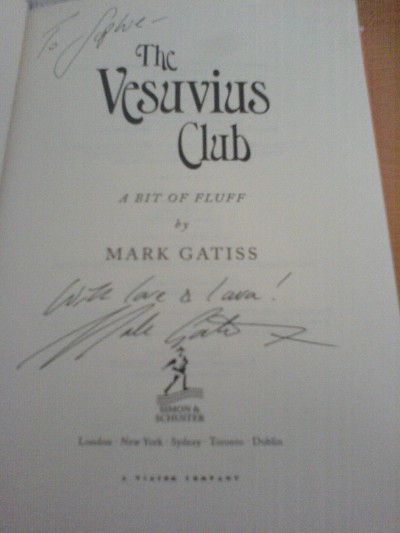 To Sophie –
The
Vesuvius
Club
A BIT OF FLUFF
by
MARK GATISS
With love & lava!
Mark Gatiss x
SIMON &
SCHUSTER
London · New York · Sydney · Toronto · Dublin
A VIACOM COMPANY